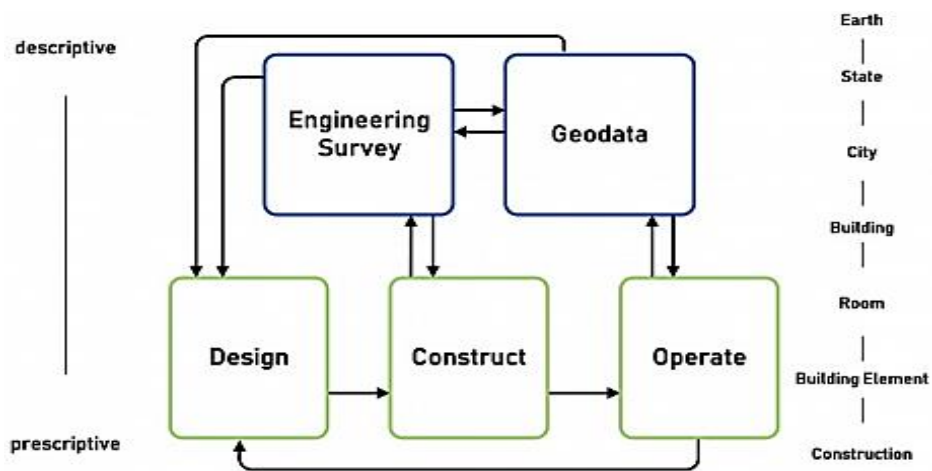 Earth
descriptive
State
Engineering
Survey
Geodata
City
Building
Room
Design
Construct
Operate
Building Element
prescriptive
Construction